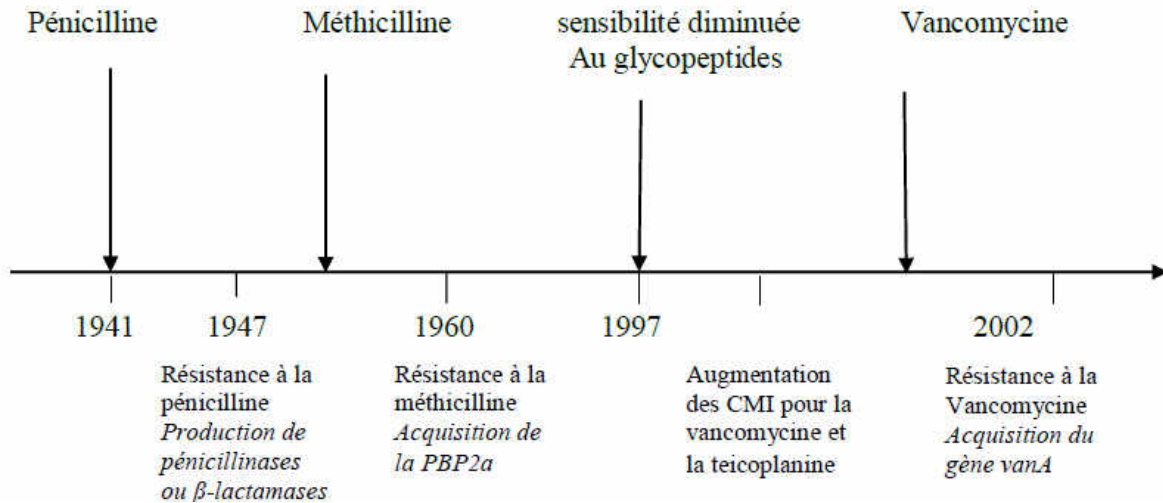 Pénicilline
Méthicilline
sensibilité diminuée
Au glycopeptides
Vancomycine
1941
1947
1960
1997
2002
Résistance à la
pénicilline
Production de
pénicillinases
ou β-lactamases
Résistance à la
méthicilline
Acquisition de
la PBP2a
Augmentation
des CMI pour la
vancomycine et
la teicoplanine
Résistance à la
Vancomycine
Acquisition du
gène vanA